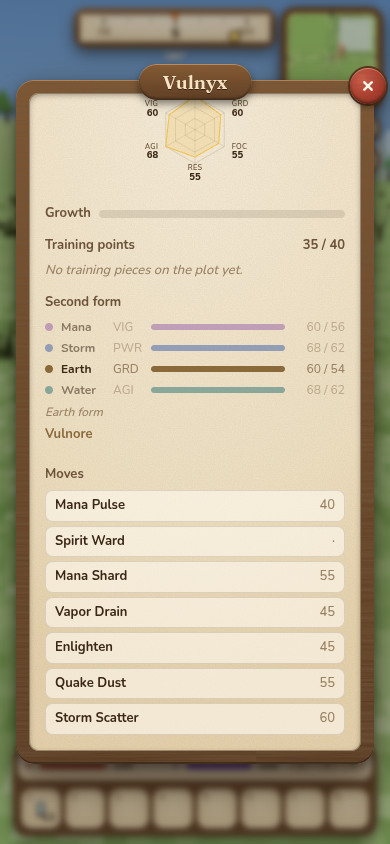 Vulnyx
×
VIG GRD
60 60
AGI FOC
68 55
RES
55
Growth
Training points 35 / 40
No training pieces on the plot yet.
Second form
Mana VIG 60 / 56
Storm PWR 68 / 62
Earth GRD 60 / 54
Water AGI 68 / 62
Earth form
Vulnore
Moves
Mana Pulse 40
Spirit Ward ·
Mana Shard 55
Vapor Drain 45
Enlighten 45
Quake Dust 55
Storm Scatter 60